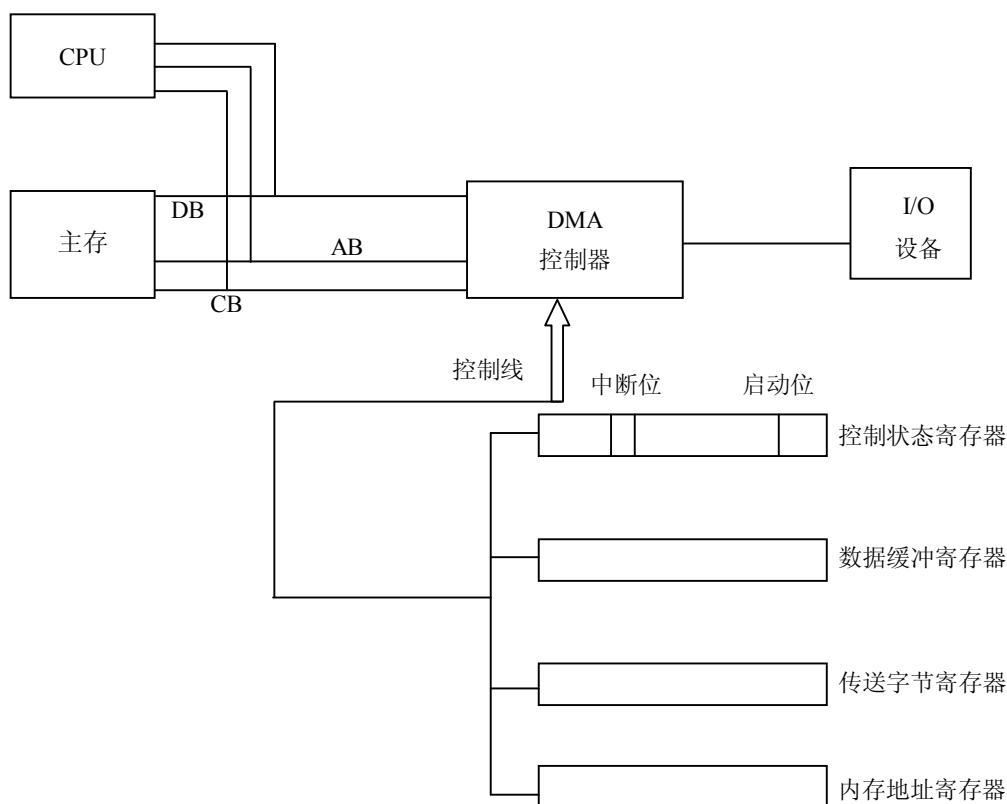 CPU
主存
DB
AB
CB
DMA
控制器
I/O
设备
控制线
中断位
启动位
控制状态寄存器
数据缓冲寄存器
传送字节寄存器
内存地址寄存器